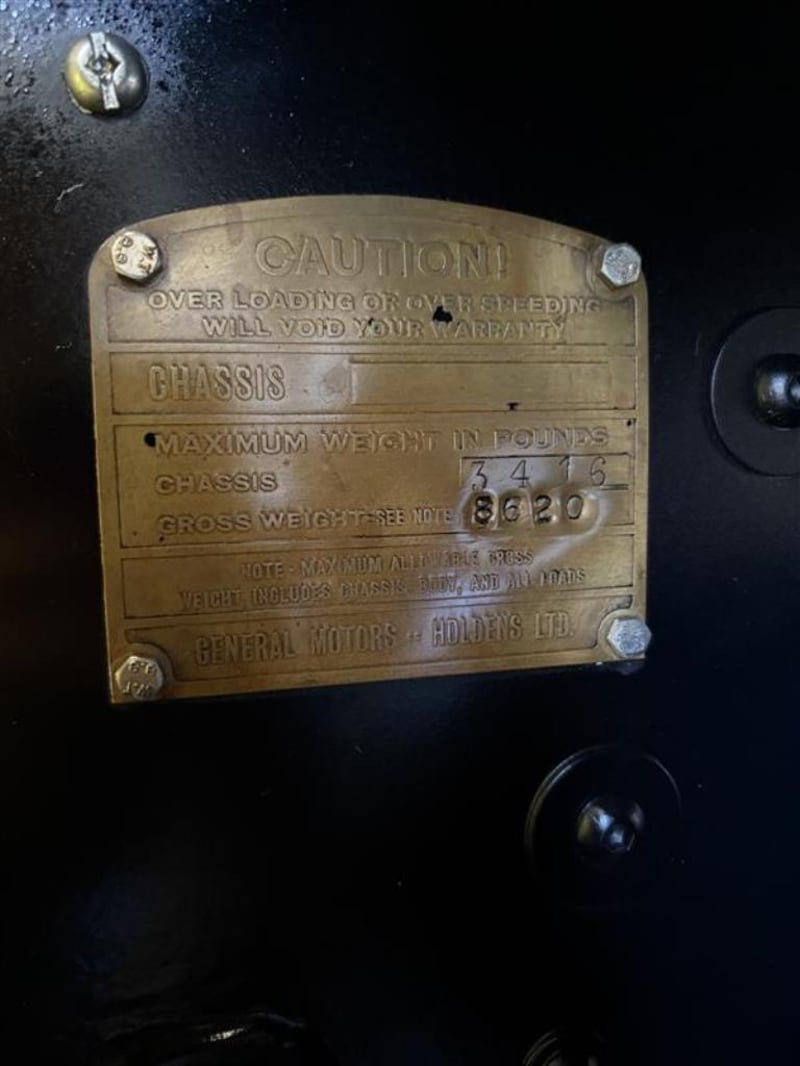 CAUTION!
OVER LOADING OR OVER SPEEDING
WILL VOID YOUR WARRANTY
CHASSIS
MAXIMUM WEIGHT IN POUNDS
CHASSIS 3416
GROSS WEIGHT-SEE NOTE 8620
NOTE - MAXIMUM ALLOWABLE GROSS
WEIGHT INCLUDES CHASSIS, BODY, AND ALL LOADS
GENERAL MOTORS - HOLDENS LTD.